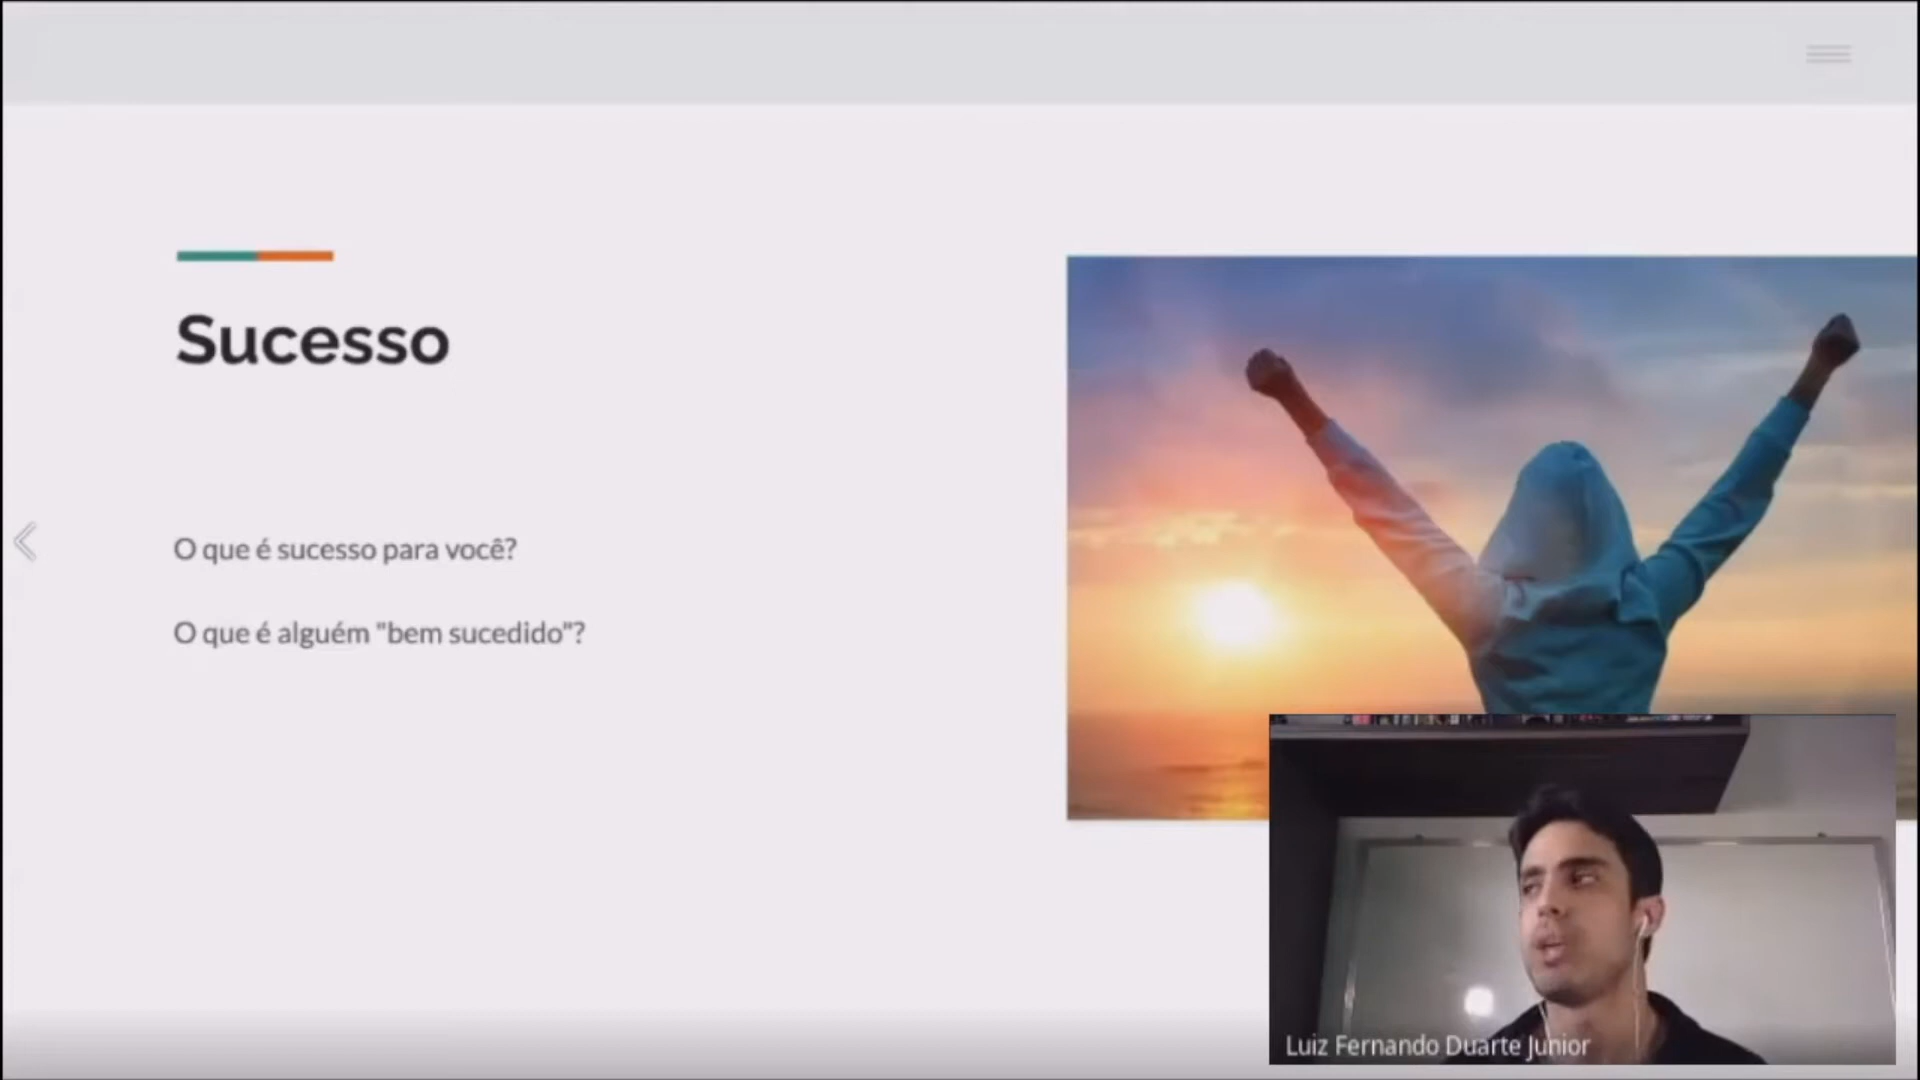 Sucesso
O que é sucesso para você?
O que é alguém "bem sucedido"?
Luiz Fernando Duarte Junior